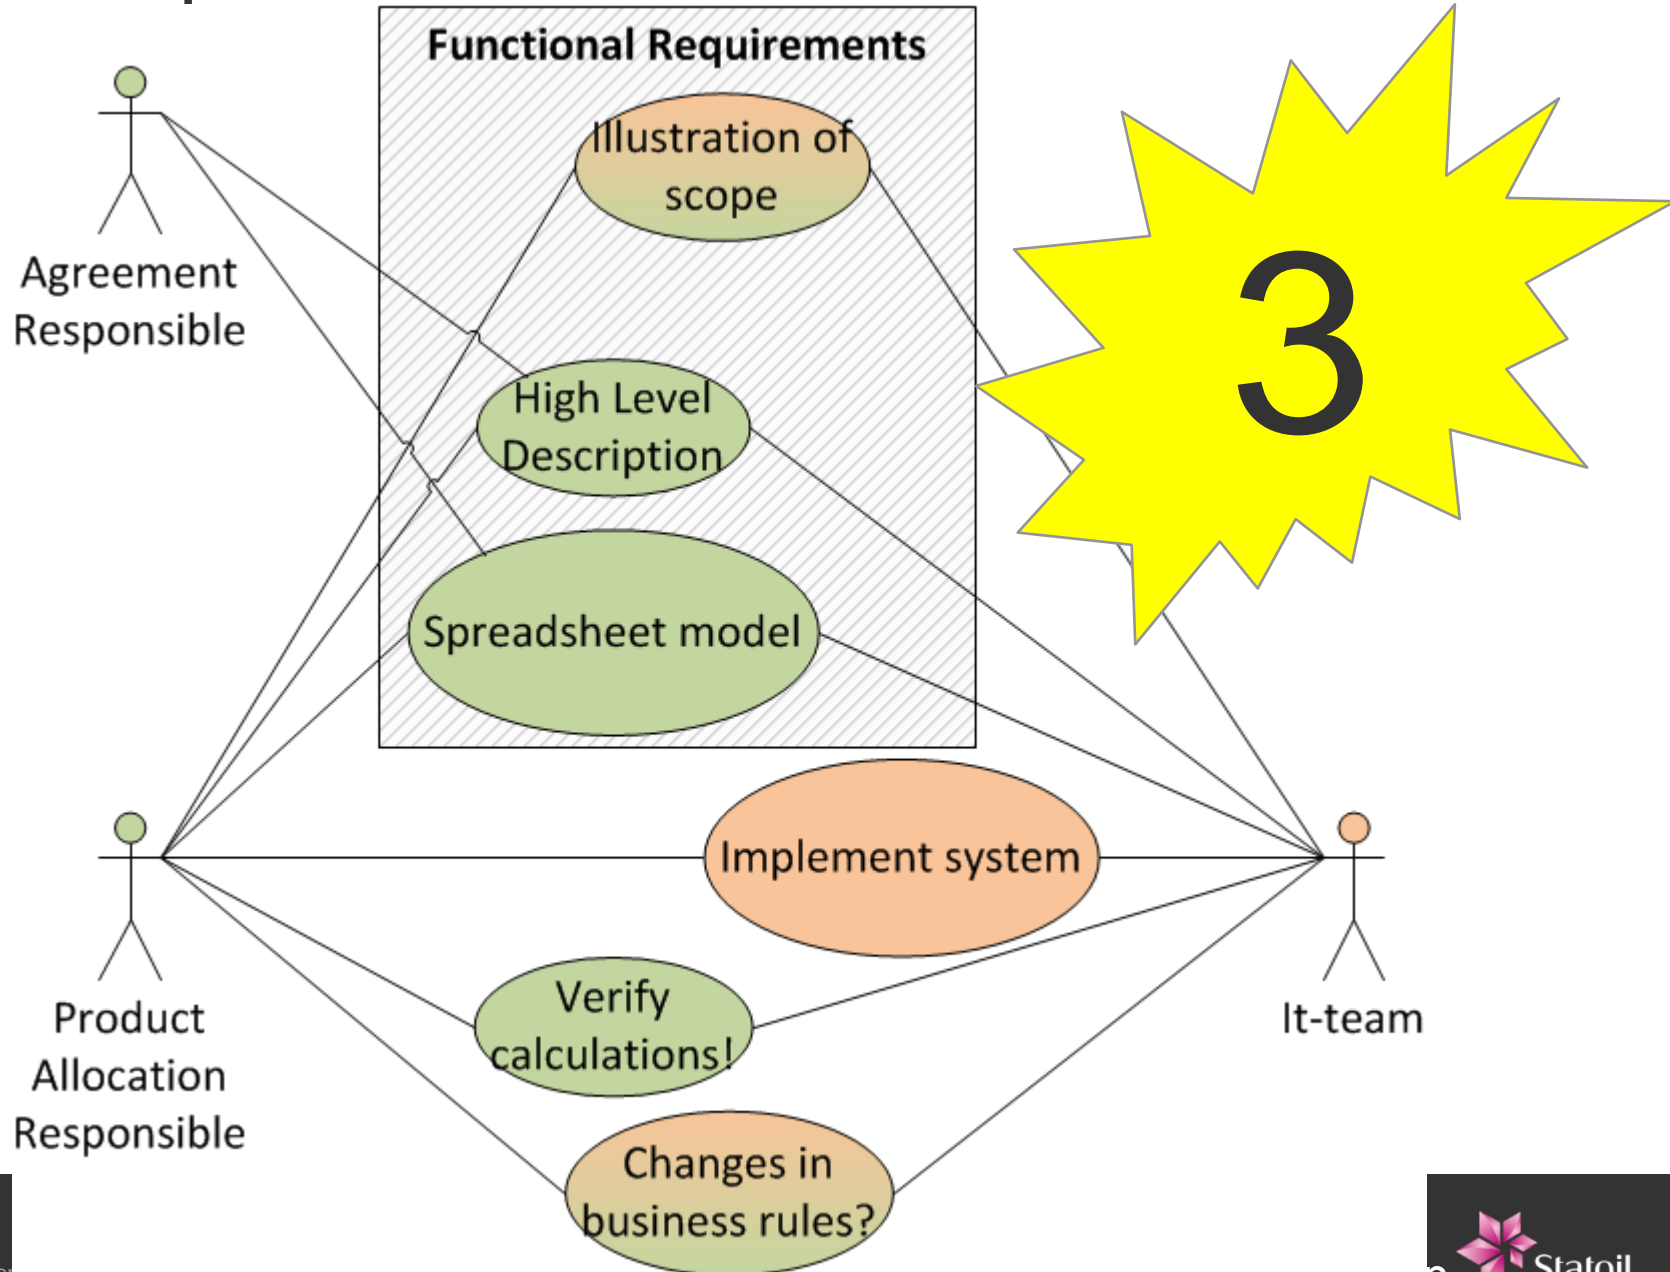 Functional Requirements
Illustration of
scope
3
Agreement
Responsible
High Level
Description
Spreadsheet model
Implement system
Product
Allocation
Responsible
It-team
Verify
calculations!
Changes in
business rules?
Statoil